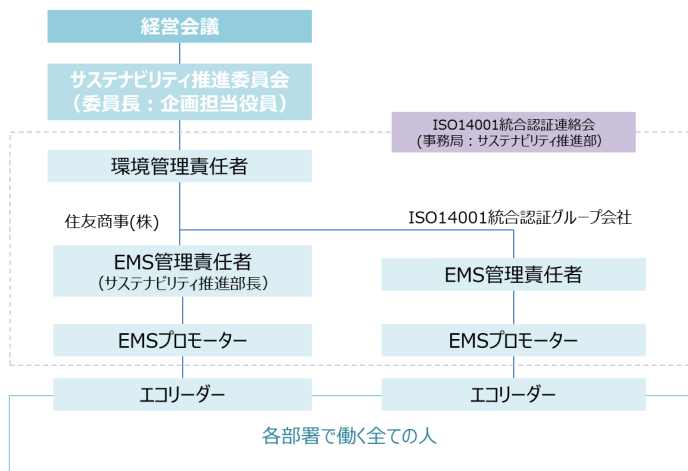 経営会議
サステナビリティ推進委員会
（委員長：企画担当役員）
ISO14001統合認証連絡会
(事務局：サステナビリティ推進部)
環境管理責任者
住友商事(株)
ISO14001統合認証グループ会社
EMS管理責任者
（サステナビリティ推進部長）
EMS管理責任者
EMSプロモーター
EMSプロモーター
エコリーダー
エコリーダー
各部署で働く全ての人